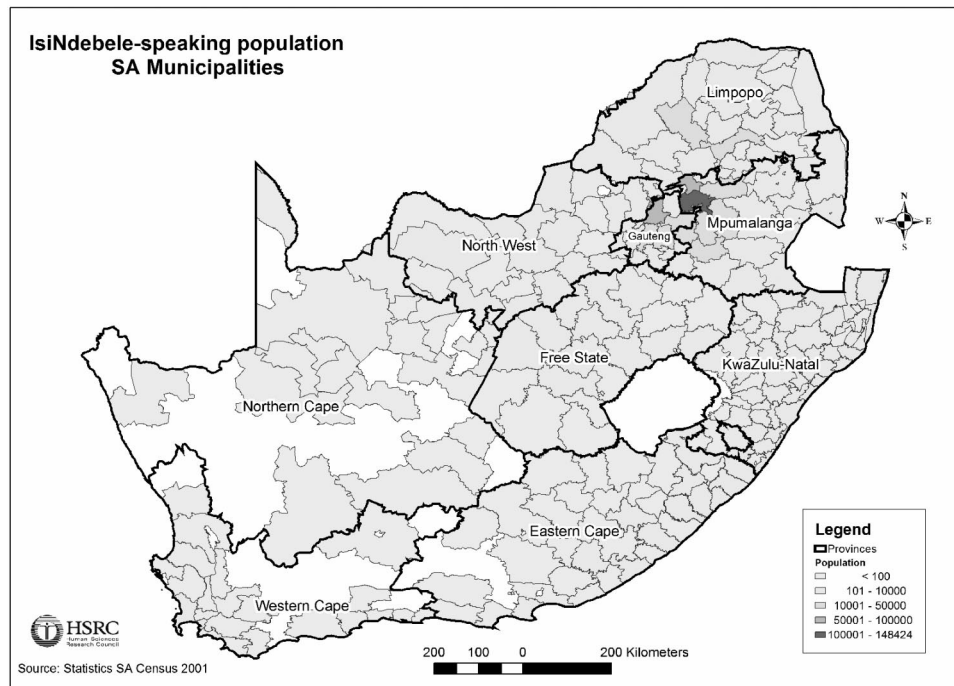 IsiNdebele-speaking population
SA Municipalities
Limpopo
N
W E
S
Mpumalanga
North West
Gauteng
Free State
KwaZulu-Natal
Northern Cape
Eastern Cape
Western Cape
Legend
Provinces
Population
< 100
101 - 10000
10001 - 50000
50001 - 100000
100001 - 148424
HSRC
Human Sciences
Research Council
Source: Statistics SA Census 2001
200 100 0 200 Kilometers